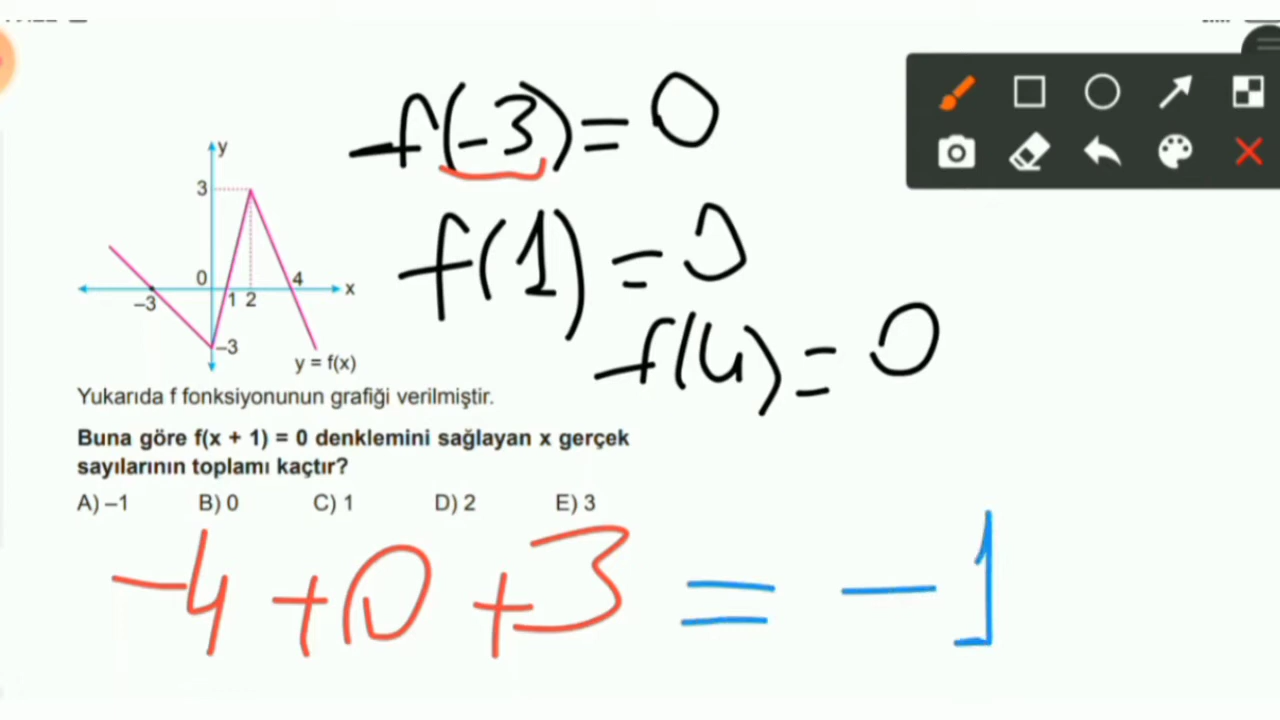 f(-3)=0
f(1)=0
f(4)=0
y
3
0
4
x
-3
1 2
-3
y = f(x)
Yukarıda f fonksiyonunun grafiği verilmiştir.
Buna göre f(x + 1) = 0 denklemini sağlayan x gerçek
sayılarının toplamı kaçtır?
A) –1 B) 0 C) 1 D) 2 E) 3
-4+0+3 = -1